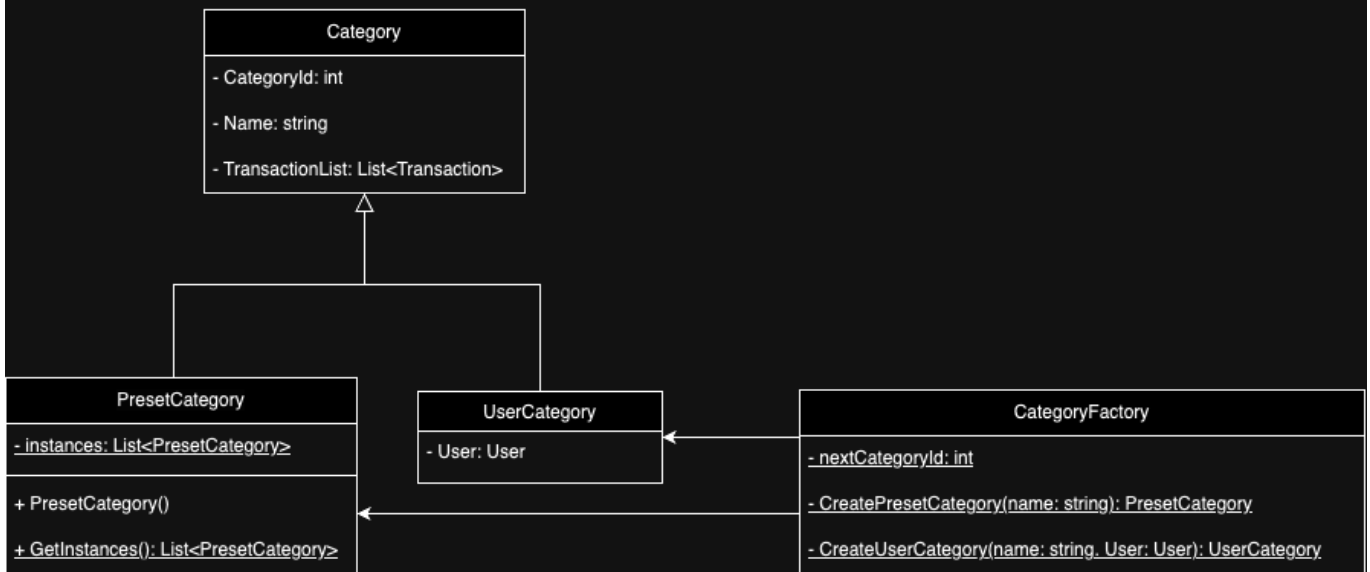 Category
- CategoryId: int
- Name: string
- TransactionList: List<Transaction>
PresetCategory
- instances: List<PresetCategory>
+ PresetCategory()
+ GetInstances(): List<PresetCategory>
UserCategory
- User: User
CategoryFactory
- nextCategoryId: int
- CreatePresetCategory(name: string): PresetCategory
- CreateUserCategory(name: string. User: User): UserCategory